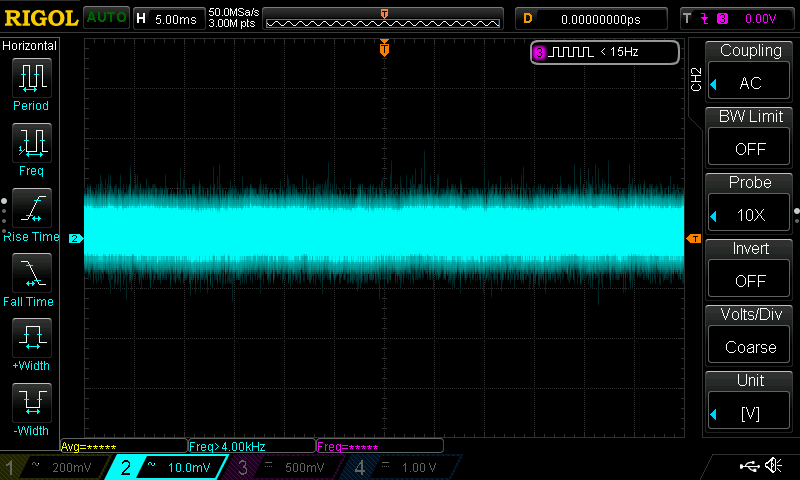 RIGOL AUTO H 5.00ms 50.0MSa/s 3.00M pts T D 0.00000000ps T 3 0.00V
Horizontal
Period
Freq
Rise Time
Fall Time
+Width
-Width
T
3 < 15Hz
2
T
CH2
Coupling
AC
BW Limit
OFF
Probe
10X
Invert
OFF
Volts/Div
Coarse
Unit
[V]
Avg=***** Freq>4.00kHz Freq=*****
1 ~ 200mV 2 ~ 10.0mV 3 = 500mV 4 = 1.00 V